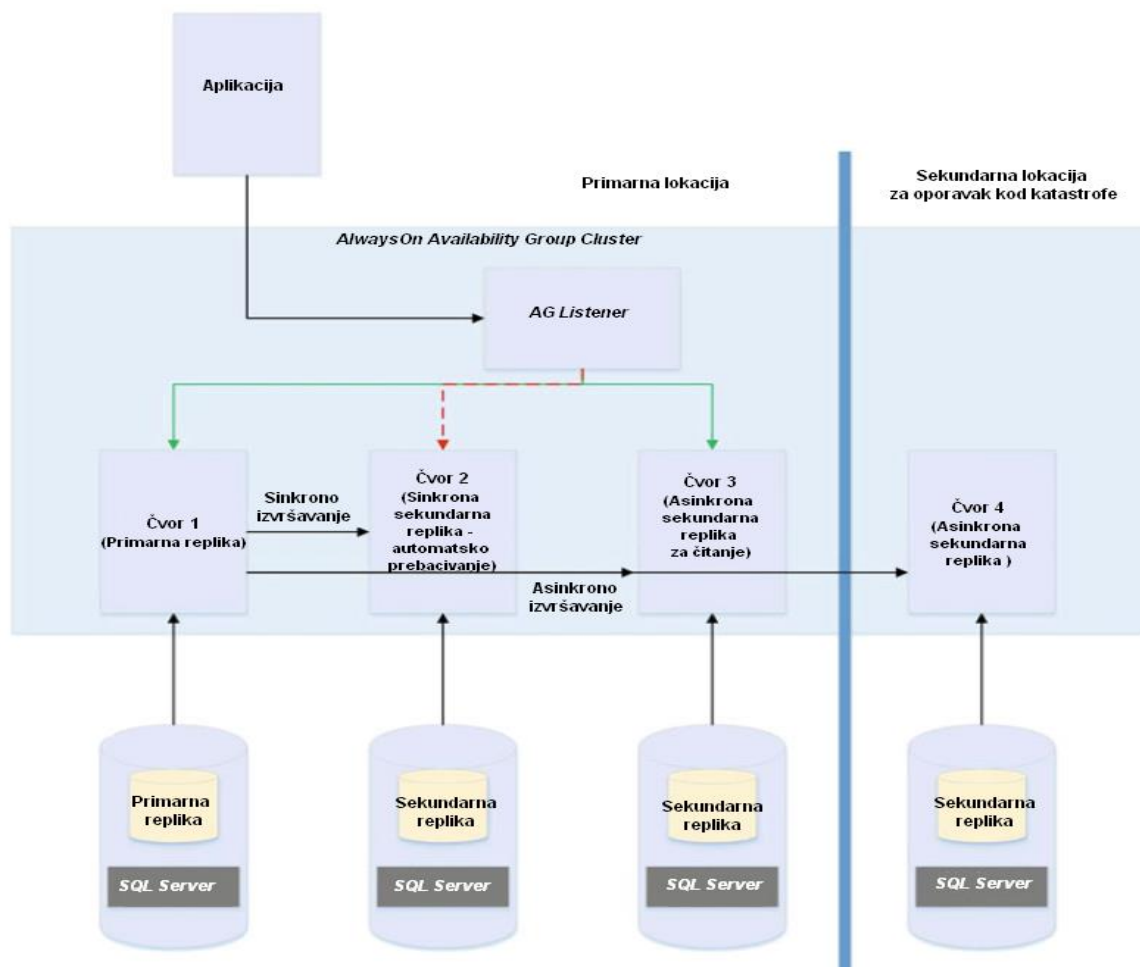 Aplikacija
Primarna lokacija
Sekundarna lokacija
za oporavak kod katastrofe
AlwaysOn Availability Group Cluster
AG Listener
Čvor 1
(Primarna replika)
Sinkrono
izvršavanje
Čvor 2
(Sinkrona
sekundarna
replika -
automatsko
prebacivanje)
Asinkrono
izvršavanje
Čvor 3
(Asinkrona
sekundarna
replika
za čitanje)
Čvor 4
(Asinkrona
sekundarna
replika )
Primarna
replika
SQL Server
Sekundarna
replika
SQL Server
Sekundarna
replika
SQL Server
Sekundarna
replika
SQL Server